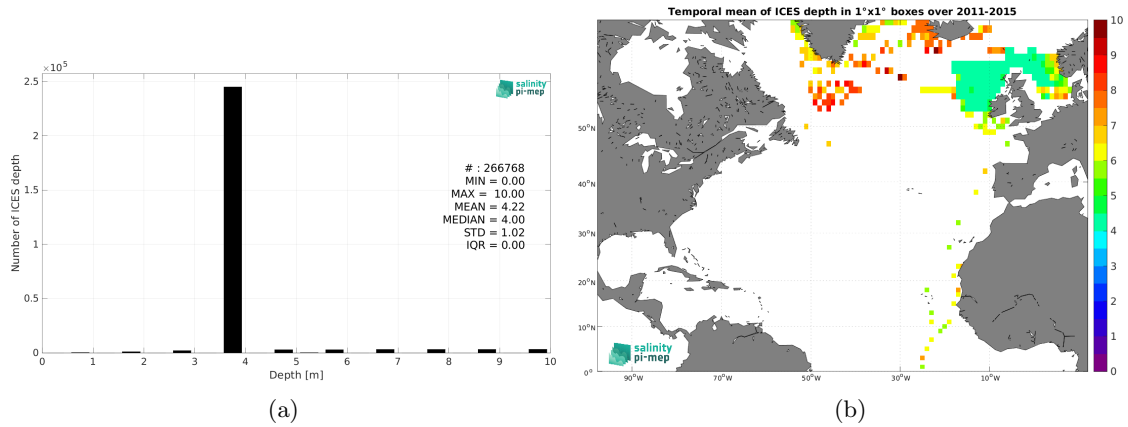 ×10⁵
2.5
2
1.5
1
0.5
0
Number of ICES depth
0 1 2 3 4 5 6 7 8 9 10
Depth [m]
salinity
pi-mep
# : 266768
MIN = 0.00
MAX = 10.00
MEAN = 4.22
MEDIAN = 4.00
STD = 1.02
IQR = 0.00
(a)
Temporal mean of ICES depth in 1°x1° boxes over 2011-2015
50°N
40°N
30°N
20°N
10°N
0°
90°W 70°W 50°W 30°W 10°W
salinity
pi-mep
10
9
8
7
6
5
4
3
2
1
0
(b)